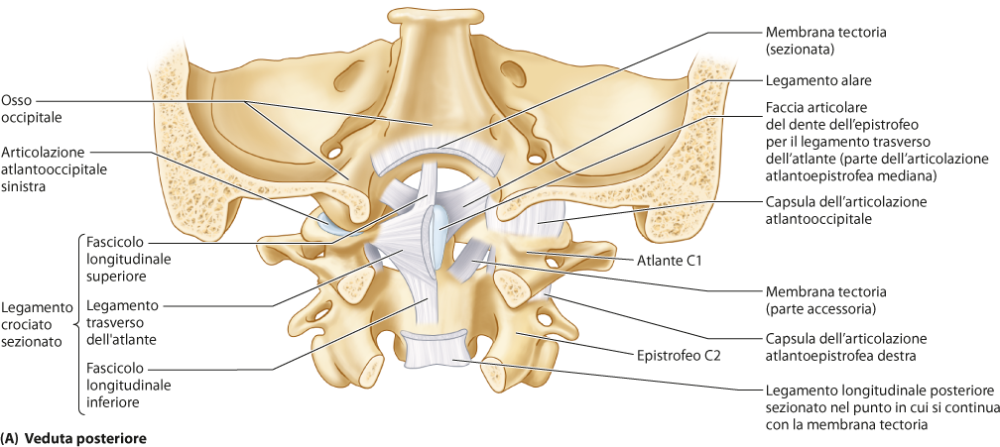 Osso
occipitale
Articolazione
atlantooccipitale
sinistra
Legamento
crociato
sezionato
Fascicolo
longitudinale
superiore
Legamento
trasverso
dell'atlante
Fascicolo
longitudinale
inferiore
Membrana tectoria
(sezionata)
Legamento alare
Faccia articolare
del dente dell'epistrofeo
per il legamento trasverso
dell'atlante (parte dell'articolazione
atlantoepistrofea mediana)
Capsula dell'articolazione
atlantooccipitale
Atlante C1
Membrana tectoria
(parte accessoria)
Capsula dell'articolazione
atlantoepistrofea destra
Epistrofeo C2
Legamento longitudinale posteriore
sezionato nel punto in cui si continua
con la membrana tectoria
(A) Veduta posteriore